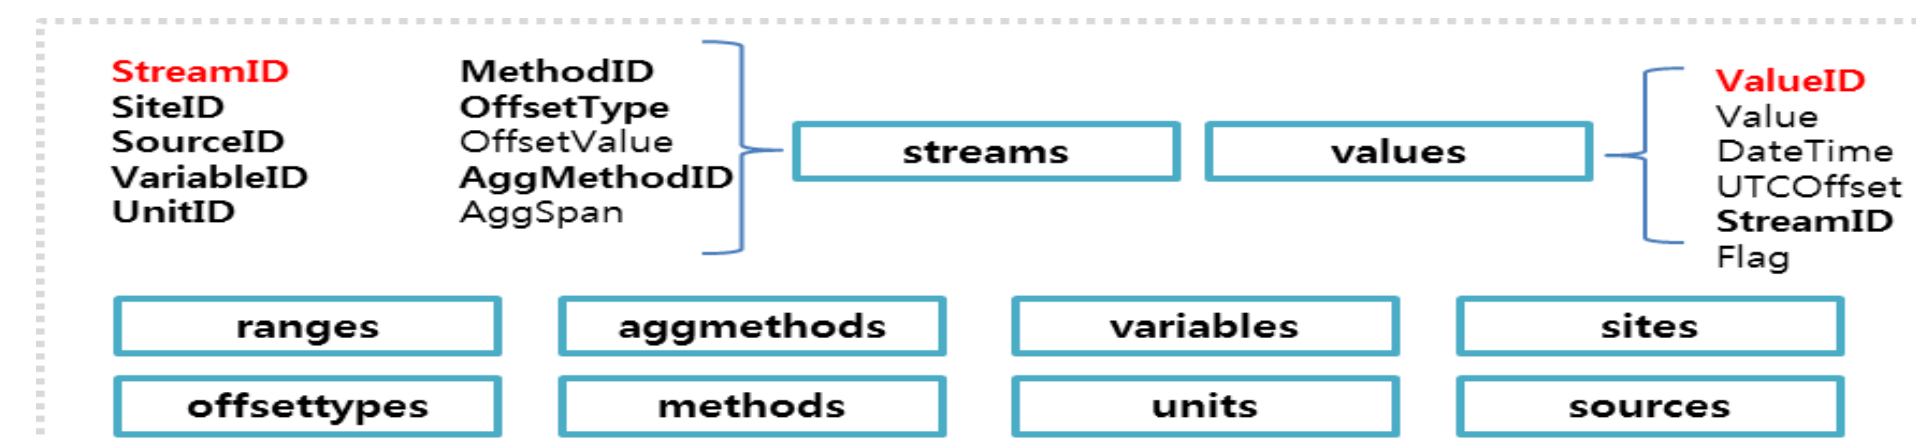 StreamID
SiteID
SourceID
VariableID
UnitID
MethodID
OffsetType
OffsetValue
AggMethodID
AggSpan
streams
values
ValueID
Value
DateTime
UTCOffset
StreamID
Flag
ranges
aggmethods
variables
sites
offsettypes
methods
units
sources